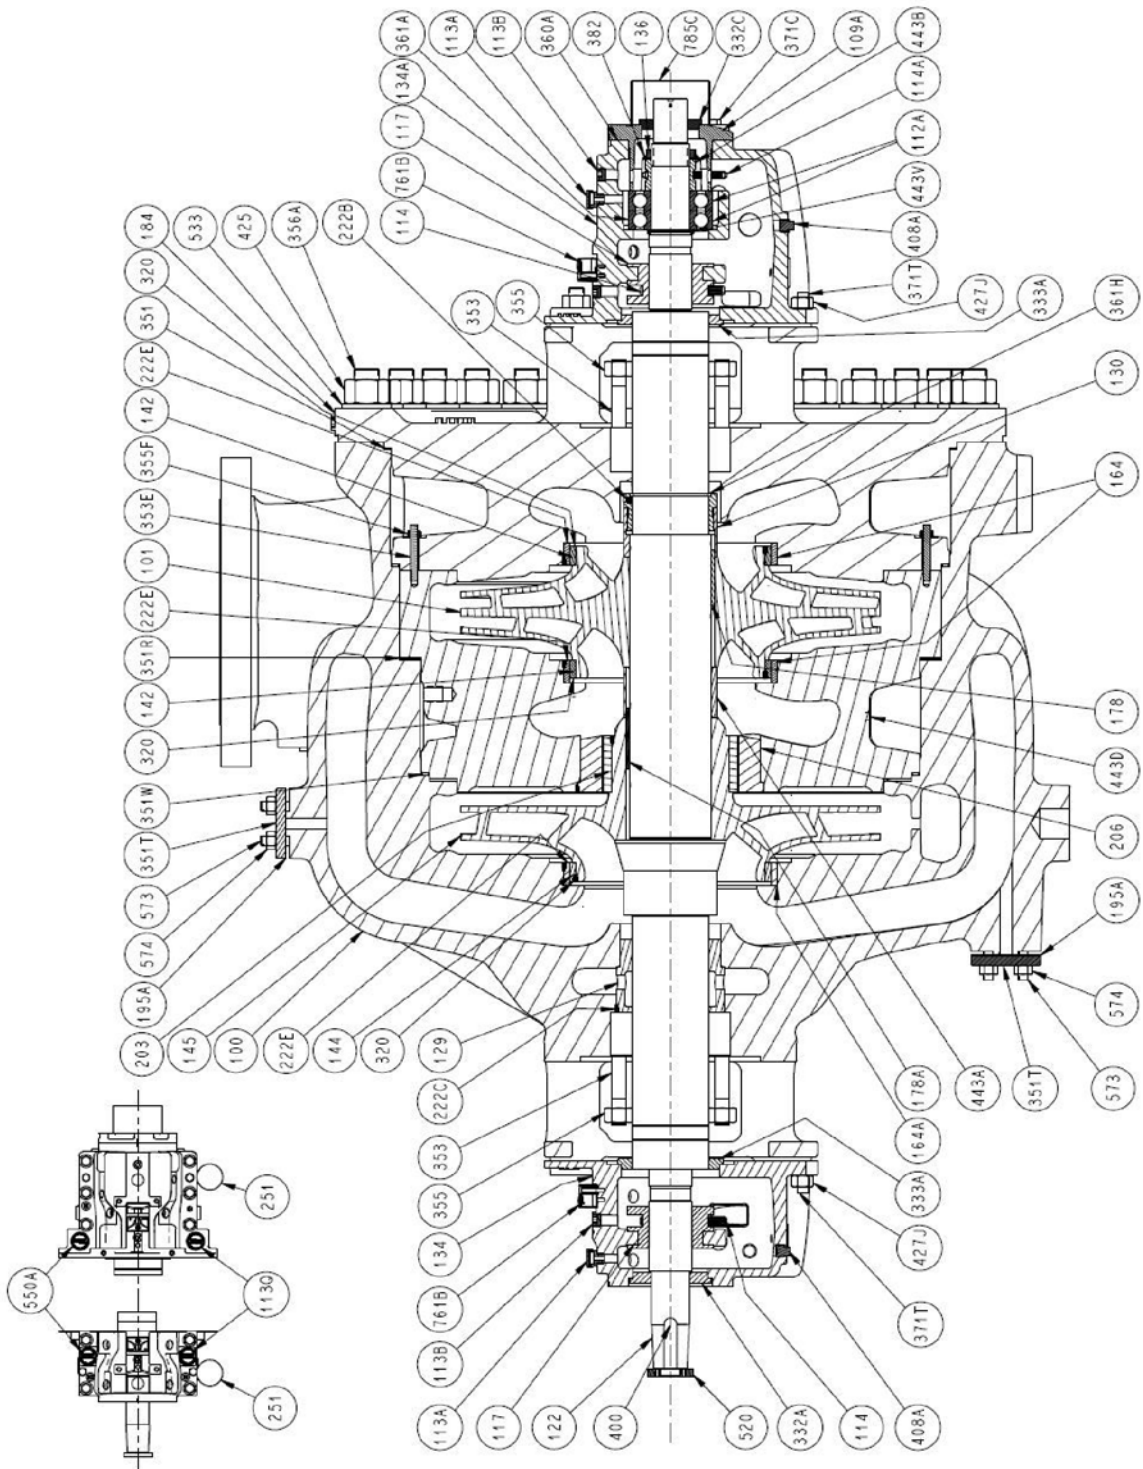 361A
113A
113B
360A
382
136
785C
332C
371C
109A
443B
114A
112A
443V
408A
371T
427J
333A
361H
130
164
178
443D
206
195A
574
573
351T
443A
178A
164A
333A
427J
371T
408A
114
332A
520
400
122
117
113A
113B
761B
134
355
353
222C
129
320
144
222E
100
145
203
195A
574
573
351T
351W
320
142
351R
222E
101
353E
355F
142
222E
351
320
184
533
425
356A
222B
353
355
114
761B
117
134A
550A
251
113Q
251